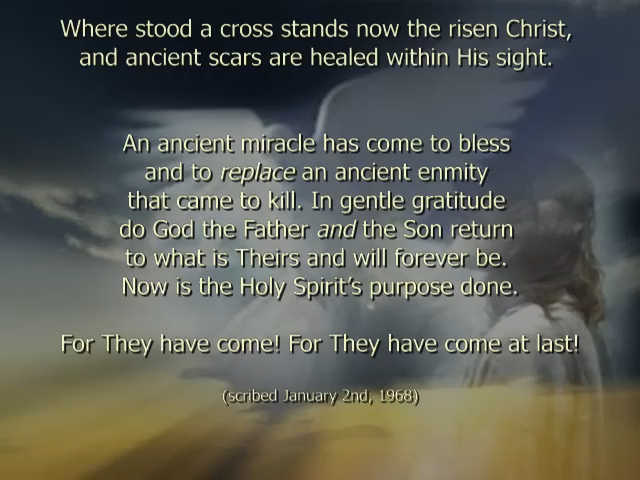 Where stood a cross stands now the risen Christ,
and ancient scars are healed within His sight.
An ancient miracle has come to bless
and to replace an ancient enmity
that came to kill. In gentle gratitude
do God the Father and the Son return
to what is Theirs and will forever be.
Now is the Holy Spirit's purpose done.
For They have come! For They have come at last!
(scribed January 2nd, 1968)